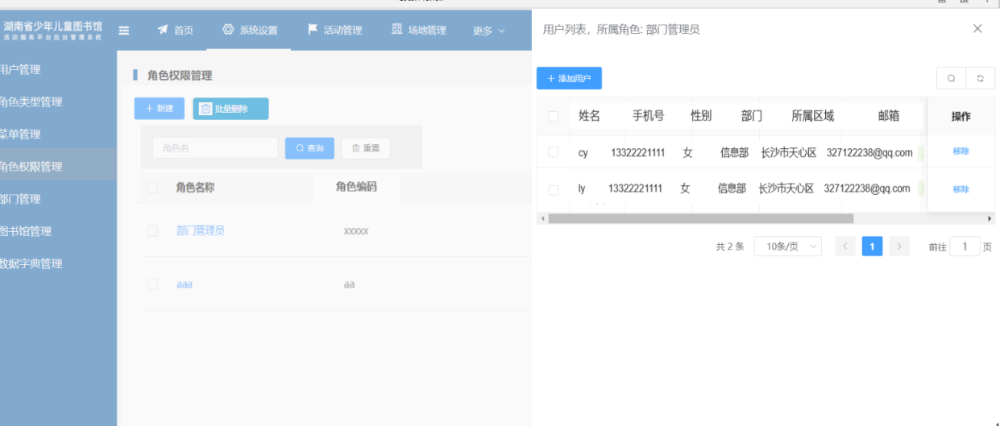 湖南省少年儿童图书馆
活动服务平台后台管理系统
首页
系统设置
活动管理
场地管理
更多
用户管理
角色类型管理
菜单管理
角色权限管理
部门管理
图书馆管理
数据字典管理
角色权限管理
+ 新建
批量删除
角色名
查询
重置
角色名称 角色编码
部门管理员 xxxxx
aaa aa
用户列表，所属角色: 部门管理员
+ 添加用户
姓名 手机号 性别 部门 所属区域 邮箱 操作
cy 13322221111 女 信息部 长沙市天心区 327122238@qq.com 移除
ly 13322221111 女 信息部 长沙市天心区 327122238@qq.com 移除
共 2 条 10条/页 1 前往 1 页